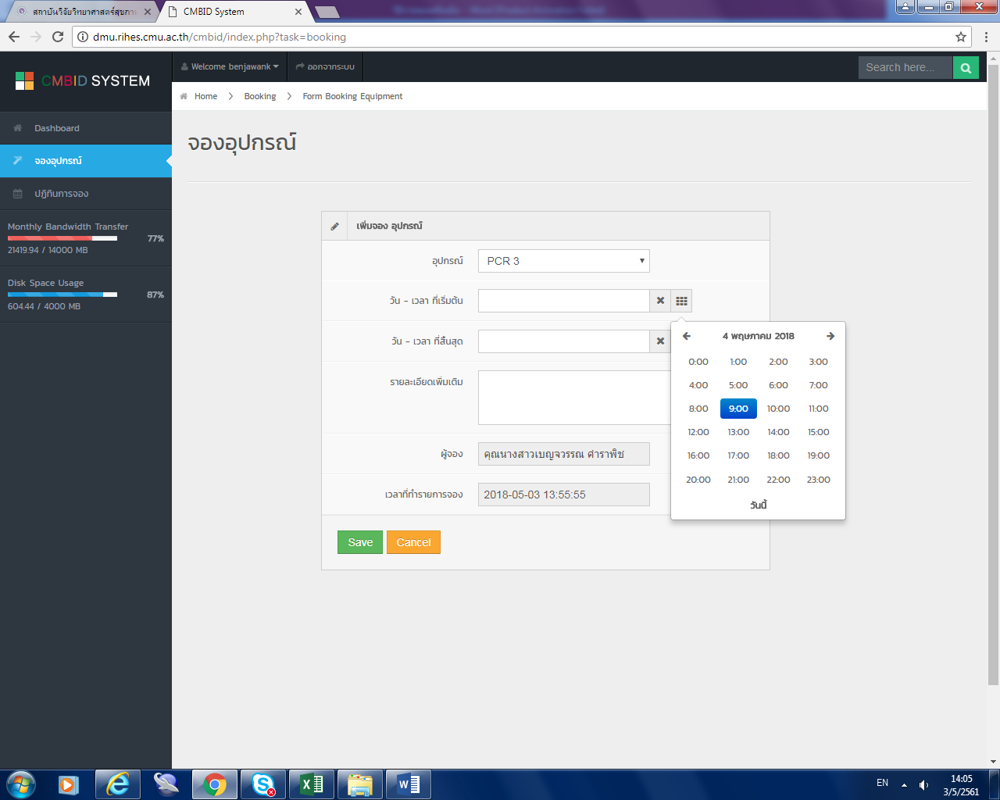 สถาบันวิจัยวิทยาศาสตร์สุขภาพ
CMBID System
dmu.rihes.cmu.ac.th/cmbid/index.php?task=booking
CMBID SYSTEM
Welcome benjawank
ออกจากระบบ
Search here...
Home
Booking
Form Booking Equipment
Dashboard
จองอุปกรณ์
ปฏิทินการจอง
Monthly Bandwidth Transfer
77%
21419.94 / 14000 MB
Disk Space Usage
87%
604.44 / 4000 MB
จองอุปกรณ์
เพิ่มจอง อุปกรณ์
อุปกรณ์
PCR 3
วัน - เวลา ที่เริ่มต้น
วัน - เวลา ที่สิ้นสุด
รายละเอียดเพิ่มเติม
ผู้จอง
คุณนางสาวเบญจวรรณ คำราพิช
เวลาที่ทำรายการจอง
2018-05-03 13:55:55
Save
Cancel
4 พฤษภาคม 2018
0:00 1:00 2:00 3:00
4:00 5:00 6:00 7:00
8:00 9:00 10:00 11:00
12:00 13:00 14:00 15:00
16:00 17:00 18:00 19:00
20:00 21:00 22:00 23:00
วันนี้
EN
14:05
3/5/2561